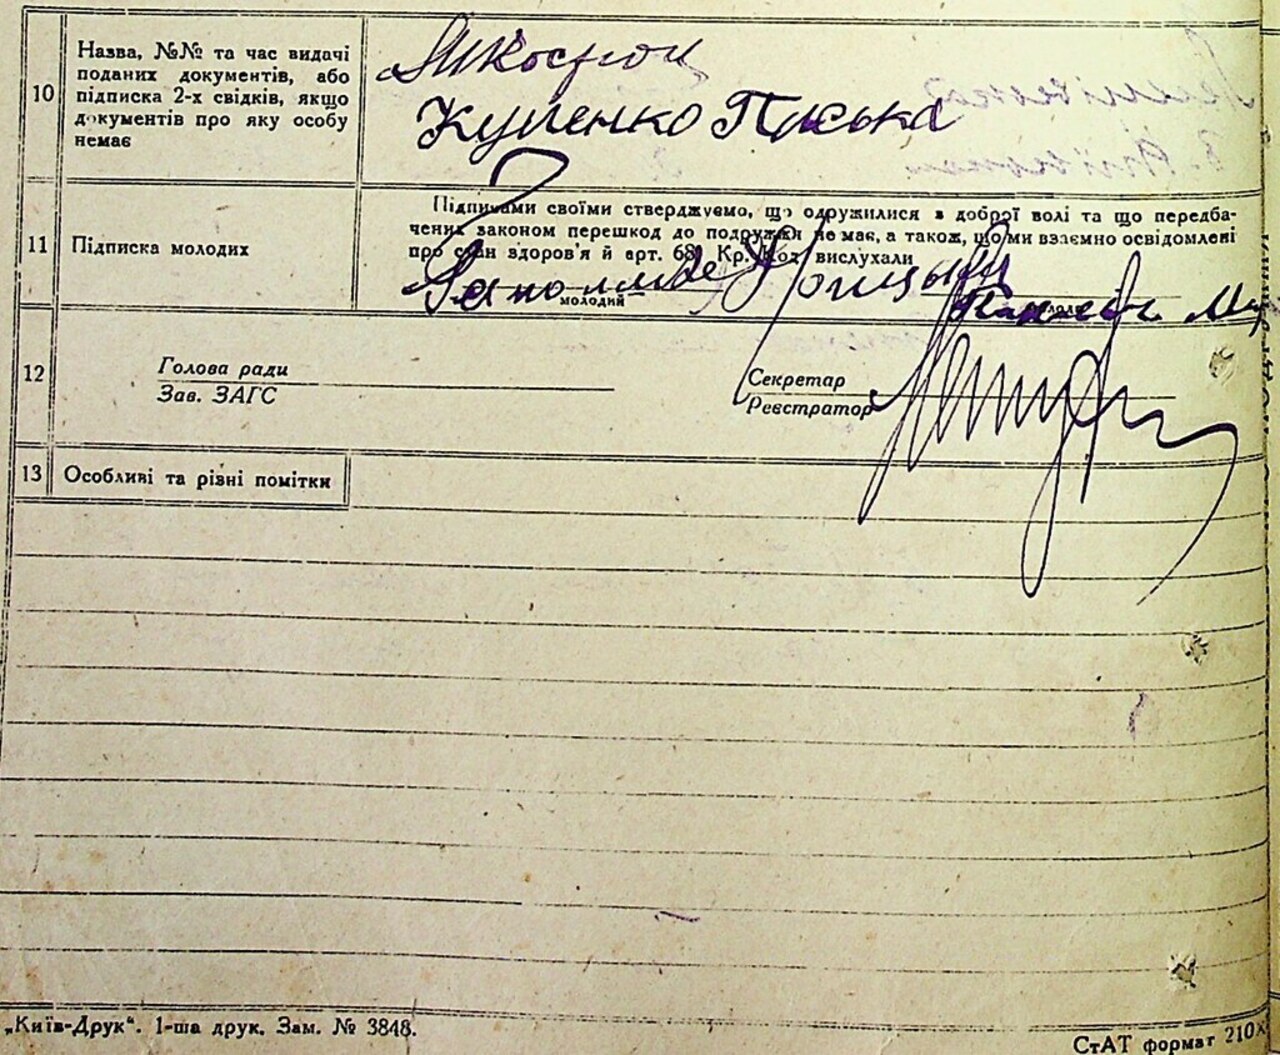 10
Назва, №№ та час видачі
поданих документів, або
підписка 2-х свідків, якщо
документів про яку особу
немає
Куценко Паська
11
Підписка молодих
Підписами своїми стверджуємо, що одружилися з доброї волі та що передба-
чених законом перешкод до подружжя не має, а також, що ми взаємно освідомлені
про стан здоров'я й арт. 68, Кр. Код. вислухали
молодий
12
Голова ради
Зав. ЗАГС
Секретар
Реєстратор
13
Особливі та різні помітки
„Київ-Друк“. 1-ша друк. Зам. № 3848.
СтАТ формат 210×